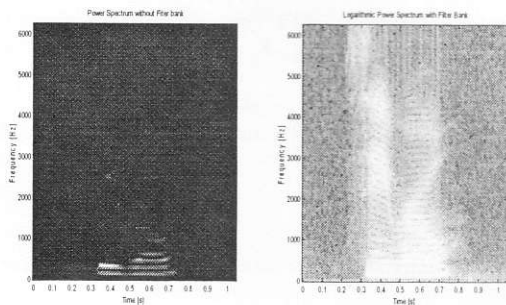 Power Spectrum without Filter bank
6000
5000
4000
3000
2000
1000
0
Frequency [Hz]
0 0.1 0.2 0.3 0.4 0.5 0.6 0.7 0.8 0.9 1
Time [s]
Logarithmic Power Spectrum with Filter Bank
6000
5000
4000
3000
2000
1000
0
Frequency [Hz]
0 0.1 0.2 0.3 0.4 0.5 0.6 0.7 0.8 0.9 1
Time [s]